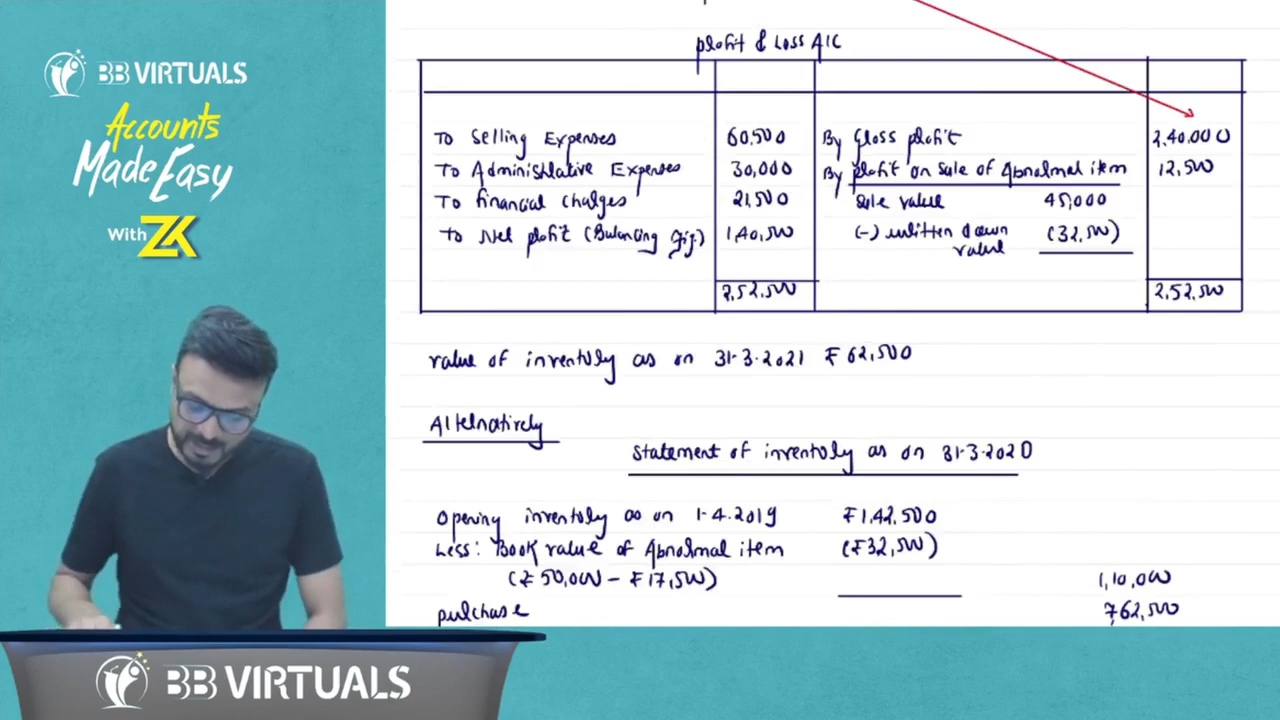 BB VIRTUALS
Accounts
Made Easy
With ZK
profit & Loss A/C
To Selling Expenses 60,500 By Gross profit 2,40,000
To Administrative Expenses 30,000 By profit on sale of Abnormal item 12,500
To financial charges 21,500 Sale value 45,000
To Net profit (Balancing fig.) 1,40,500 (-) written down value (32,500)
2,52,500 2,52,500
value of inventory as on 31-3-2021 ₹ 62,500
Alternatively
Statement of inventory as on 31-3-2020
Opening inventory as on 1-4-2019 ₹1,42,500
Less: Book value of Abnormal item (₹32,500)
(₹50,000 - ₹17,500) 1,10,000
purchase 7,62,500
BB VIRTUALS